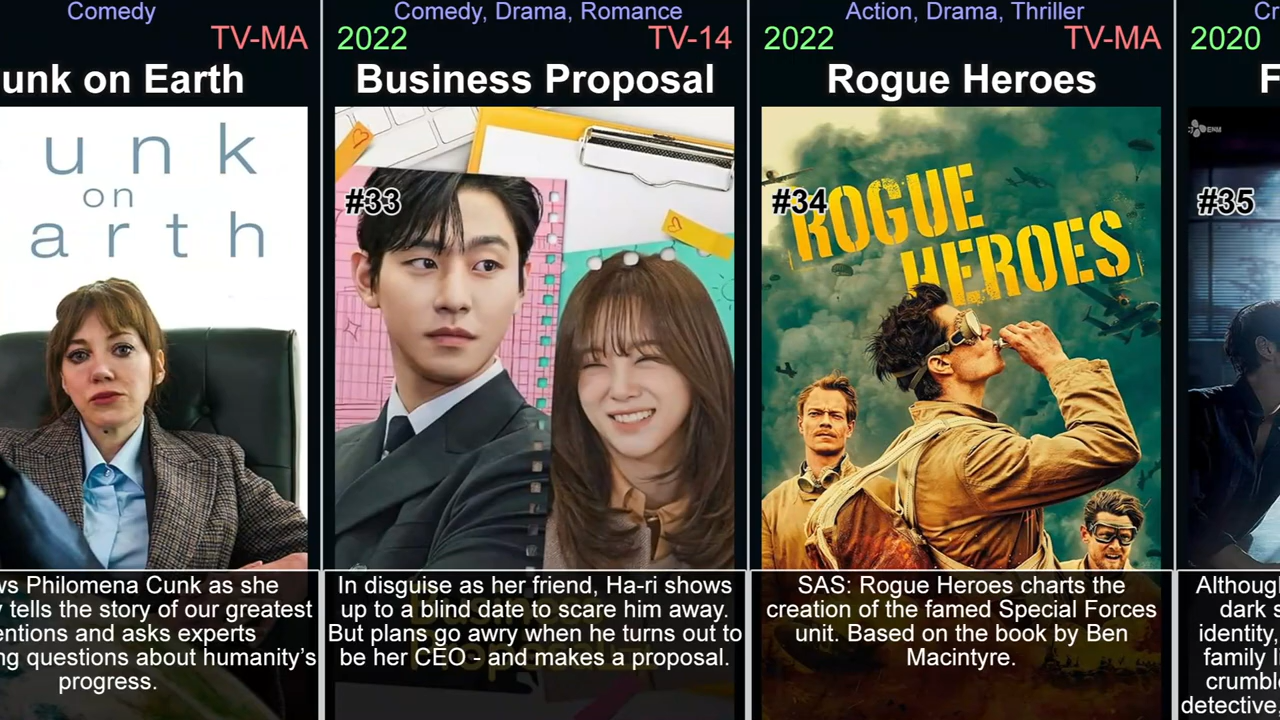 Comedy
TV-MA
unk on Earth
unk
on
arth
ws Philomena Cunk as she
y tells the story of our greatest
entions and asks experts
ng questions about humanity's
progress.
Comedy, Drama, Romance
2022 TV-14
Business Proposal
#33
In disguise as her friend, Ha-ri shows
up to a blind date to scare him away.
But plans go awry when he turns out to
be her CEO - and makes a proposal.
Action, Drama, Thriller
2022 TV-MA
Rogue Heroes
#34
ROGUE
HEROES
SAS: Rogue Heroes charts the
creation of the famed Special Forces
unit. Based on the book by Ben
Macintyre.
Cr
2020
F
CJ ENM
#35
Although
dark s
identity,
family li
crumble
detective